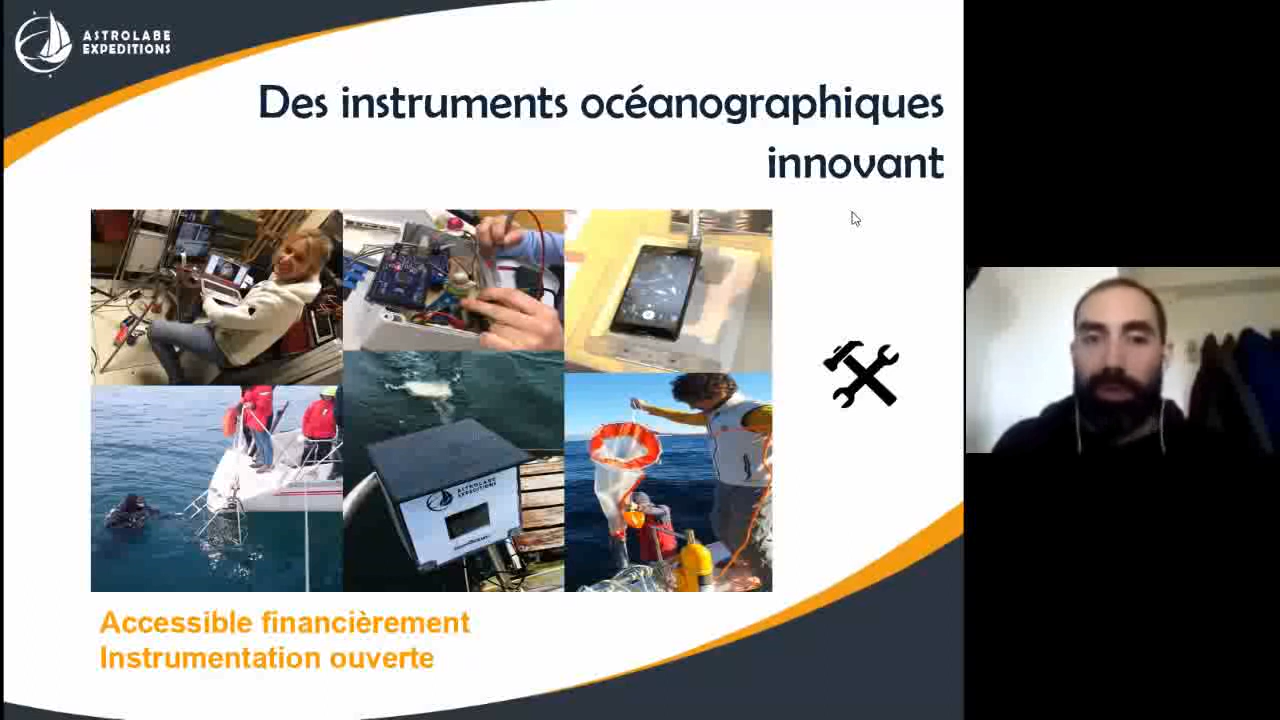 ASTROLABE
EXPEDITIONS
Des instruments océanographiques
innovant
ASTROLABE
EXPEDITIONS
Accessible financièrement
Instrumentation ouverte